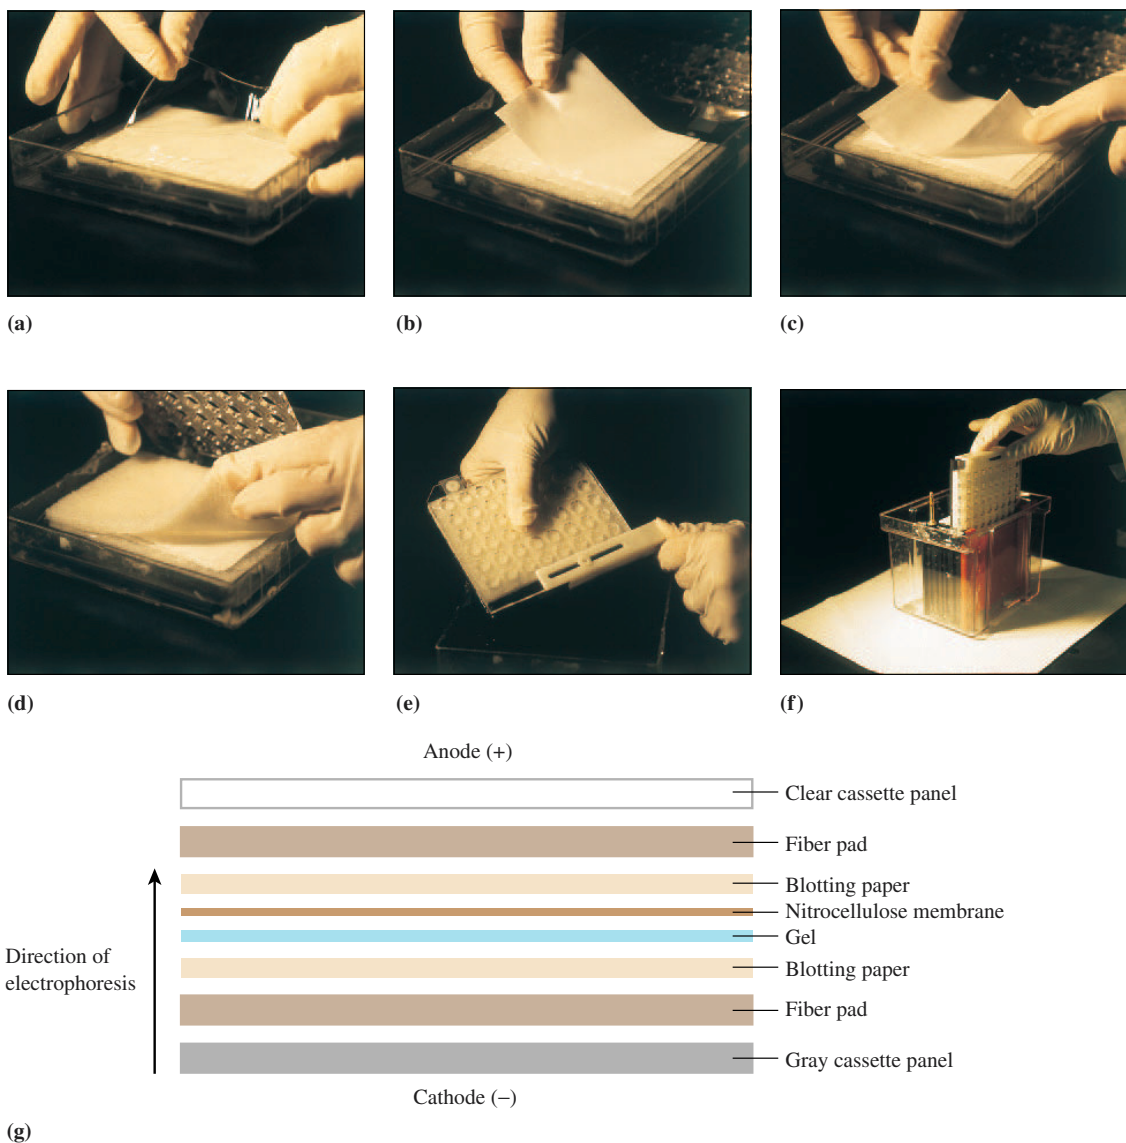 (a)
(b)
(c)
(d)
(e)
(f)
Anode (+)
Clear cassette panel
Fiber pad
Blotting paper
Nitrocellulose membrane
Gel
Direction of
electrophoresis
Blotting paper
Fiber pad
Gray cassette panel
Cathode (−)
(g)